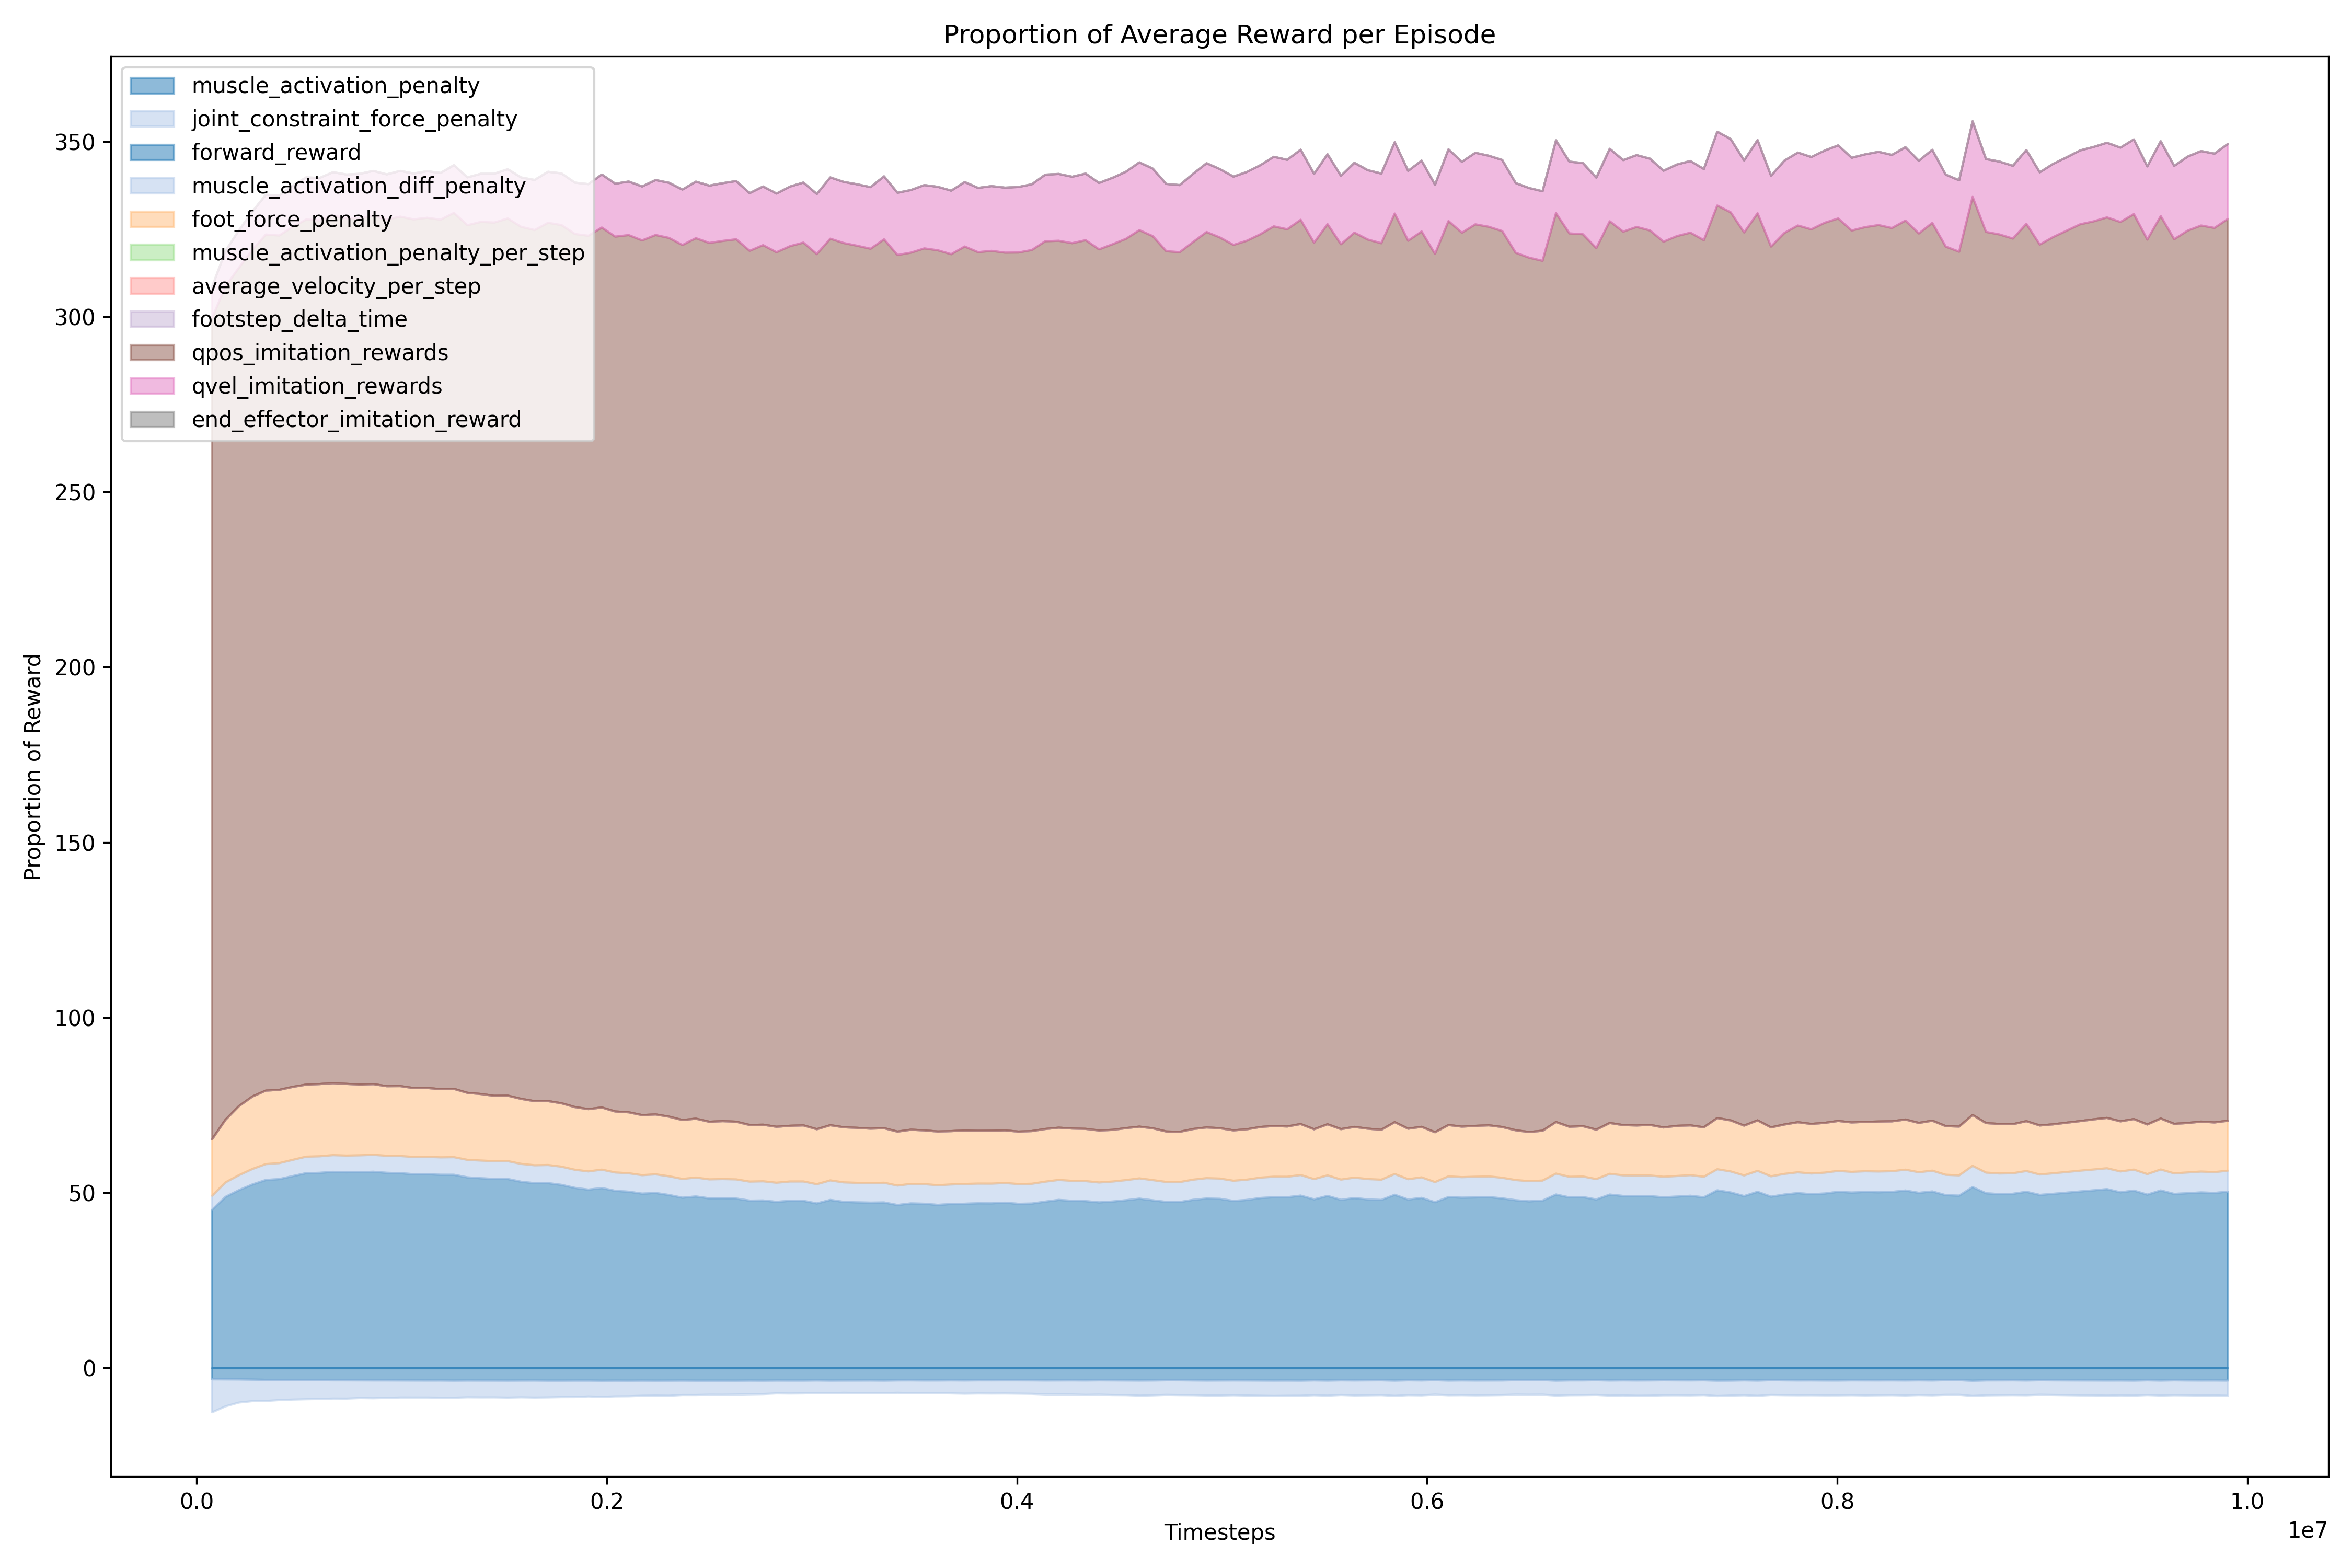 Proportion of Average Reward per Episode
muscle_activation_penalty
joint_constraint_force_penalty
forward_reward
muscle_activation_diff_penalty
foot_force_penalty
muscle_activation_penalty_per_step
average_velocity_per_step
footstep_delta_time
qpos_imitation_rewards
qvel_imitation_rewards
end_effector_imitation_reward
350
300
250
200
150
100
50
0
Proportion of Reward
0.0 0.2 0.4 0.6 0.8 1.0
Timesteps
1e7